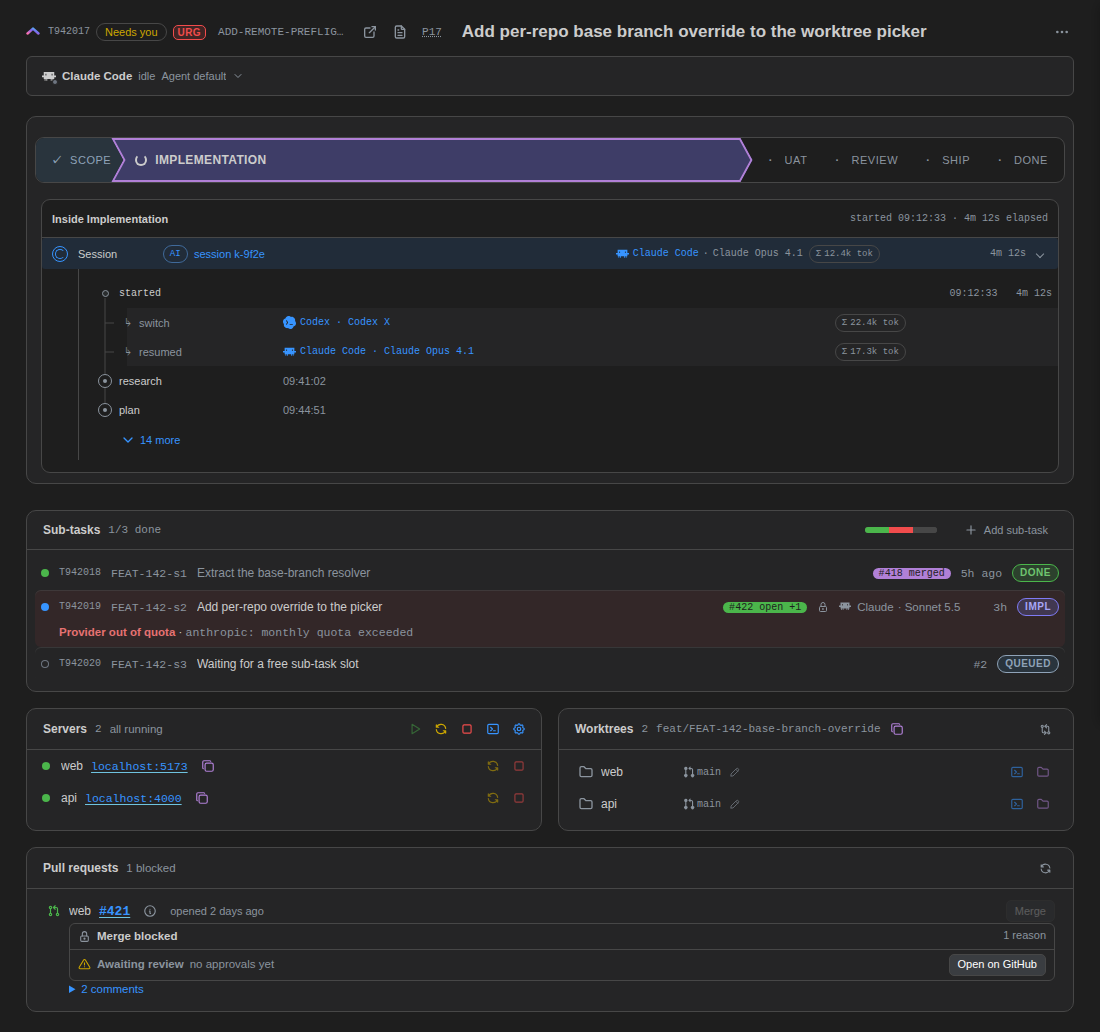 T942017 Needs you URG ADD-REMOTE-PREFLIG… P17 Add per-repo base branch override to the worktree picker
Claude Code idle Agent default
SCOPE IMPLEMENTATION · UAT · REVIEW · SHIP · DONE
Inside Implementation started 09:12:33 · 4m 12s elapsed
Session AI session k-9f2e Claude Code · Claude Opus 4.1 Σ 12.4k tok 4m 12s
started 09:12:33 4m 12s
↳ switch Codex · Codex X Σ 22.4k tok
↳ resumed Claude Code · Claude Opus 4.1 Σ 17.3k tok
research 09:41:02
plan 09:44:51
14 more
Sub-tasks 1/3 done Add sub-task
T942018 FEAT-142-s1 Extract the base-branch resolver #418 merged 5h ago DONE
T942019 FEAT-142-s2 Add per-repo override to the picker #422 open +1 Claude · Sonnet 5.5 3h IMPL
Provider out of quota · anthropic: monthly quota exceeded
T942020 FEAT-142-s3 Waiting for a free sub-task slot #2 QUEUED
Servers 2 all running
web localhost:5173
api localhost:4000
Worktrees 2 feat/FEAT-142-base-branch-override
web main
api main
Pull requests 1 blocked
web #421 opened 2 days ago Merge
Merge blocked 1 reason
Awaiting review no approvals yet Open on GitHub
2 comments